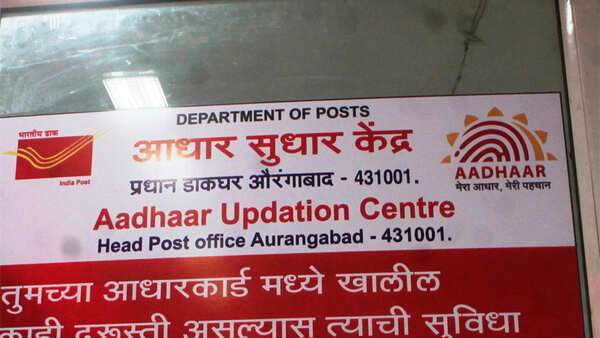 DEPARTMENT OF POSTS
भारतीय डाक
India Post
आधार सुधार केंद्र
प्रधान डाकघर औरंगाबाद - 431001.
Aadhaar Updation Centre
Head Post office Aurangabad - 431001.
AADHAAR
मेरा आधार, मेरी पहचान
तुमच्या आधारकार्ड मध्ये खालील
काही दुरूस्ती असल्यास त्याची सुविधा